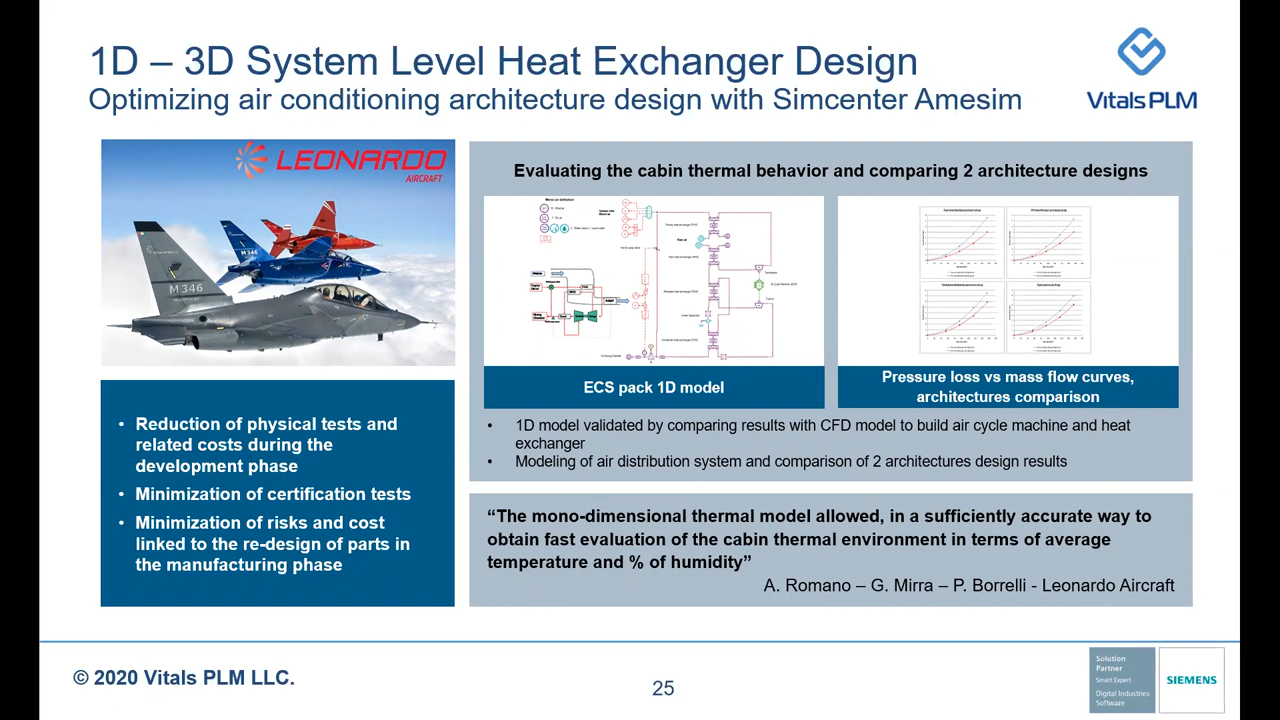 1D – 3D System Level Heat Exchanger Design
Optimizing air conditioning architecture design with Simcenter Amesim
VitalsPLM
LEONARDO
AIRCRAFT
M 346
M 346
Evaluating the cabin thermal behavior and comparing 2 architecture designs
ECS pack 1D model
Pressure loss vs mass flow curves,
architectures comparison
• Reduction of physical tests and
related costs during the
development phase
• Minimization of certification tests
• Minimization of risks and cost
linked to the re-design of parts in
the manufacturing phase
• 1D model validated by comparing results with CFD model to build air cycle machine and heat
exchanger
• Modeling of air distribution system and comparison of 2 architectures design results
“The mono-dimensional thermal model allowed, in a sufficiently accurate way to
obtain fast evaluation of the cabin thermal environment in terms of average
temperature and % of humidity”
A. Romano – G. Mirra – P. Borrelli - Leonardo Aircraft
© 2020 Vitals PLM LLC.
25
Solution
Partner
Smart Expert
Digital Industries
Software
SIEMENS